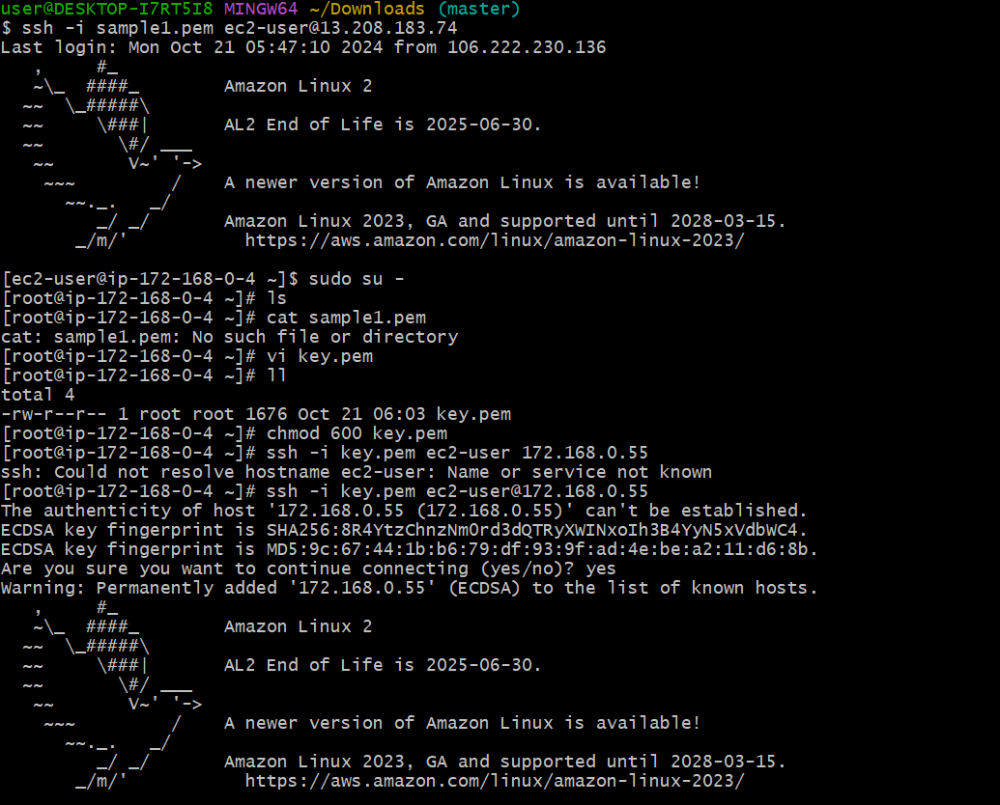 user@DESKTOP-I7RT5I8 MINGW64 ~/Downloads (master)
$ ssh -i sample1.pem ec2-user@13.208.183.74
Last login: Mon Oct 21 05:47:10 2024 from 106.222.230.136
   ,     #_
   ~\_  ####_        Amazon Linux 2
  ~~  \_#####\
  ~~     \###|       AL2 End of Life is 2025-06-30.
  ~~       \#/ ___
   ~~       V~' '->
    ~~~         /    A newer version of Amazon Linux is available!
      ~~._.   _/
         _/ _/       Amazon Linux 2023, GA and supported until 2028-03-15.
       _/m/'           https://aws.amazon.com/linux/amazon-linux-2023/

[ec2-user@ip-172-168-0-4 ~]$ sudo su -
[root@ip-172-168-0-4 ~]# ls
[root@ip-172-168-0-4 ~]# cat sample1.pem
cat: sample1.pem: No such file or directory
[root@ip-172-168-0-4 ~]# vi key.pem
[root@ip-172-168-0-4 ~]# ll
total 4
-rw-r--r-- 1 root root 1676 Oct 21 06:03 key.pem
[root@ip-172-168-0-4 ~]# chmod 600 key.pem
[root@ip-172-168-0-4 ~]# ssh -i key.pem ec2-user 172.168.0.55
ssh: Could not resolve hostname ec2-user: Name or service not known
[root@ip-172-168-0-4 ~]# ssh -i key.pem ec2-user@172.168.0.55
The authenticity of host '172.168.0.55 (172.168.0.55)' can't be established.
ECDSA key fingerprint is SHA256:8R4YtzChnzNm0rd3dQTRyXWINxoIh3B4YyN5xVdbWC4.
ECDSA key fingerprint is MD5:9c:67:44:1b:b6:79:df:93:9f:ad:4e:be:a2:11:d6:8b.
Are you sure you want to continue connecting (yes/no)? yes
Warning: Permanently added '172.168.0.55' (ECDSA) to the list of known hosts.
   ,     #_
   ~\_  ####_        Amazon Linux 2
  ~~  \_#####\
  ~~     \###|       AL2 End of Life is 2025-06-30.
  ~~       \#/ ___
   ~~       V~' '->
    ~~~         /    A newer version of Amazon Linux is available!
      ~~._.   _/
         _/ _/       Amazon Linux 2023, GA and supported until 2028-03-15.
       _/m/'           https://aws.amazon.com/linux/amazon-linux-2023/